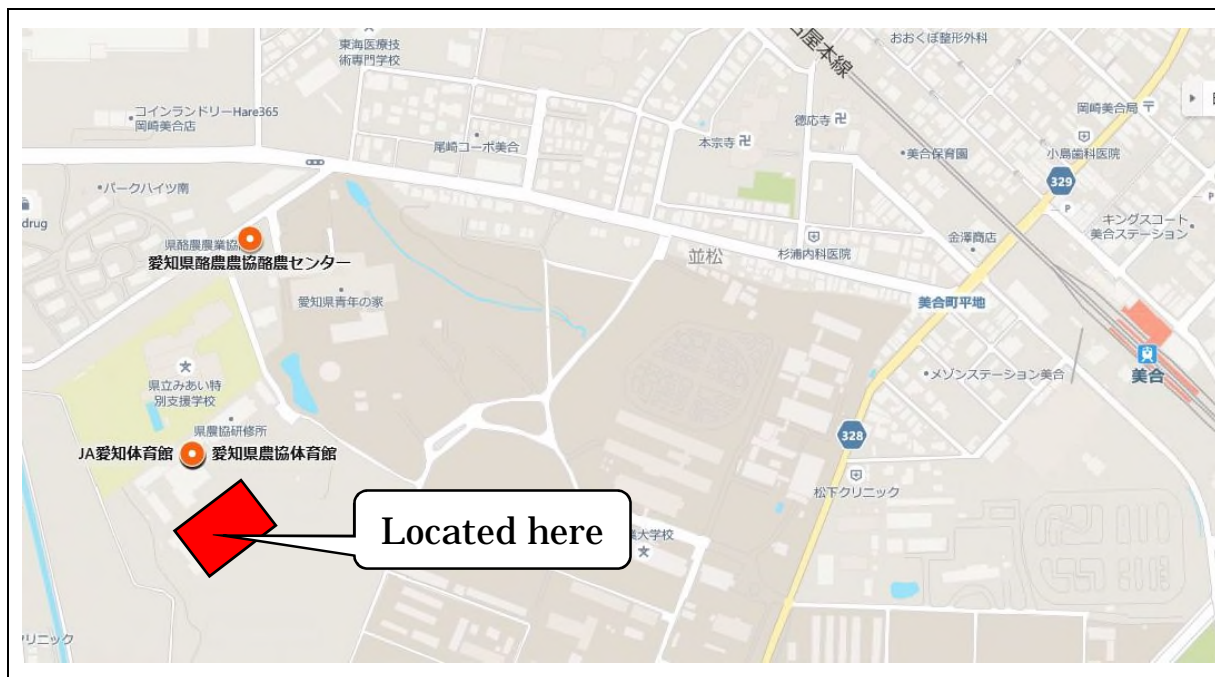 東海医療技
術専門学校
屋本線
おおくぼ整形外科
コインランドリーHare365
岡崎美合店
尾崎コーポ美合
本宗寺
徳応寺
岡崎美合局
美合保育園
小島歯科医院
329
P
P
パークハイツ南
drug
キングスコート
美合ステーション
金澤商店
県酪農農業協
愛知県酪農農協酪農センター
並松
杉浦内科医院
愛知県青年の家
美合町平地
美合
メゾンステーション美合
県立みあい特
別支援学校
県農協研修所
JA愛知体育館
愛知県農協体育館
328
松下クリニック
Located here
業大学校
リニック